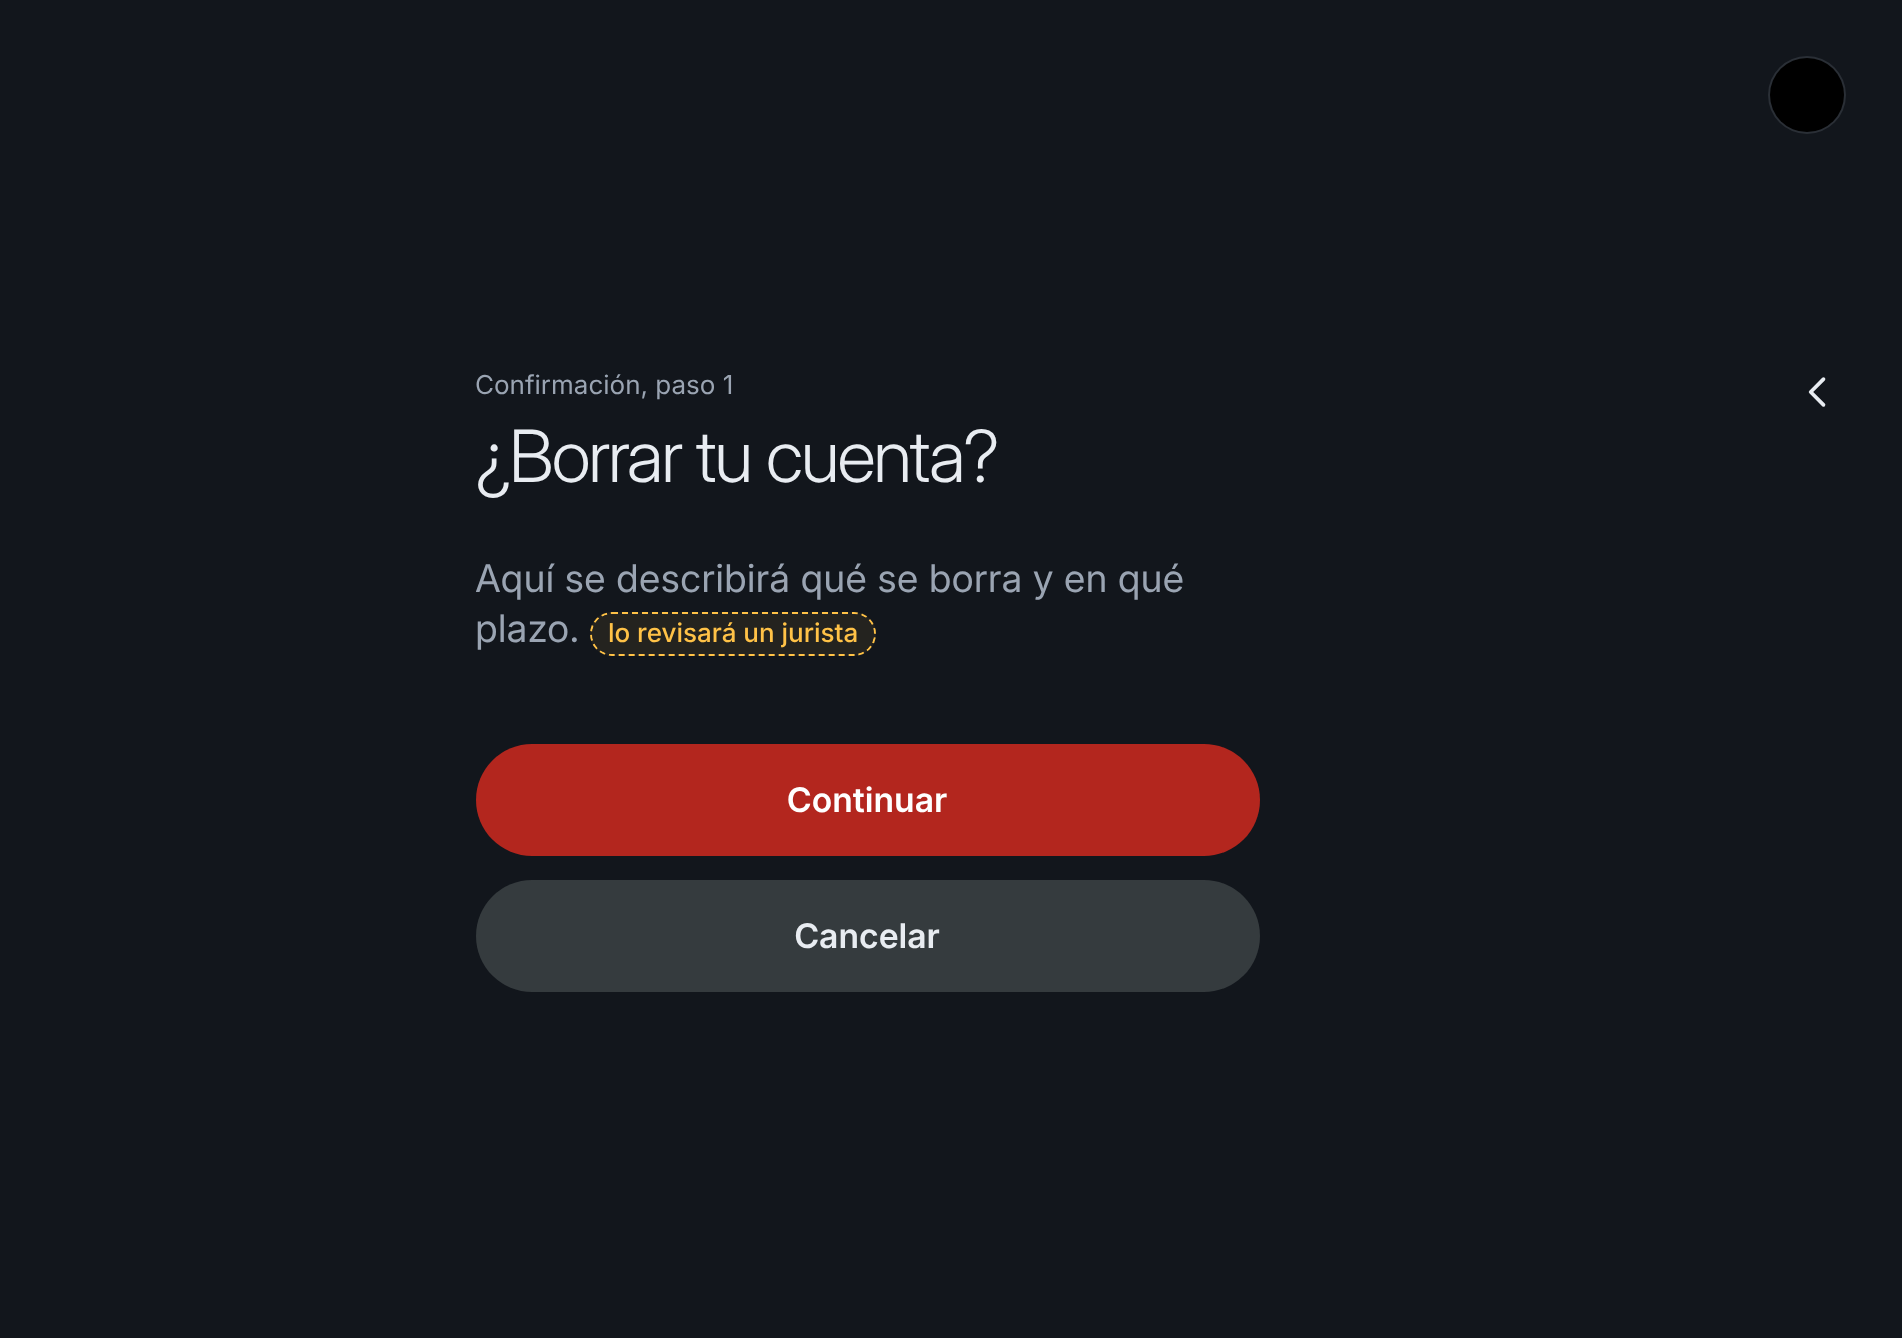 Confirmación, paso 1
¿Borrar tu cuenta?
Aquí se describirá qué se borra y en qué
plazo. lo revisará un jurista
Continuar
Cancelar